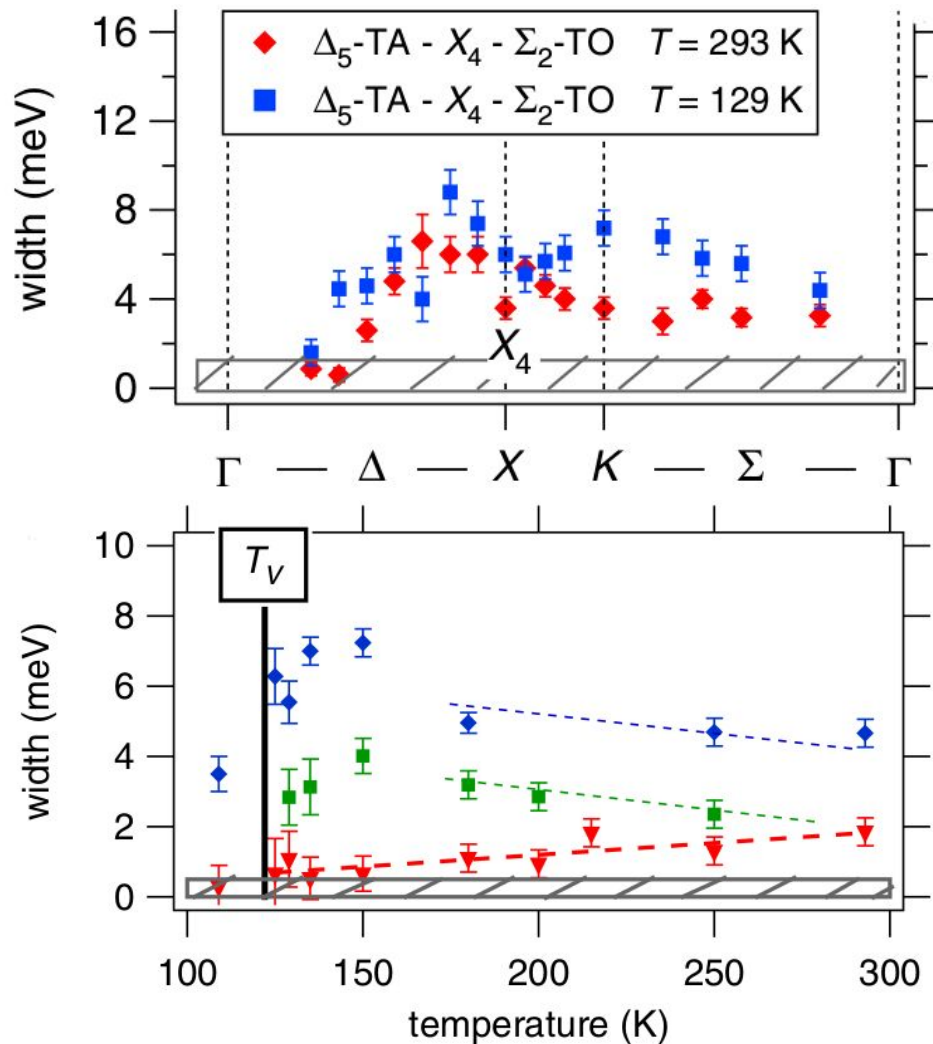 16
12
8
4
0
width (meV)
Δ₅-TA - X₄ - Σ₂-TO T = 293 K
Δ₅-TA - X₄ - Σ₂-TO T = 129 K
X₄
Γ — Δ — X K — Σ — Γ
10
8
6
4
2
0
width (meV)
T_V
100 150 200 250 300
temperature (K)